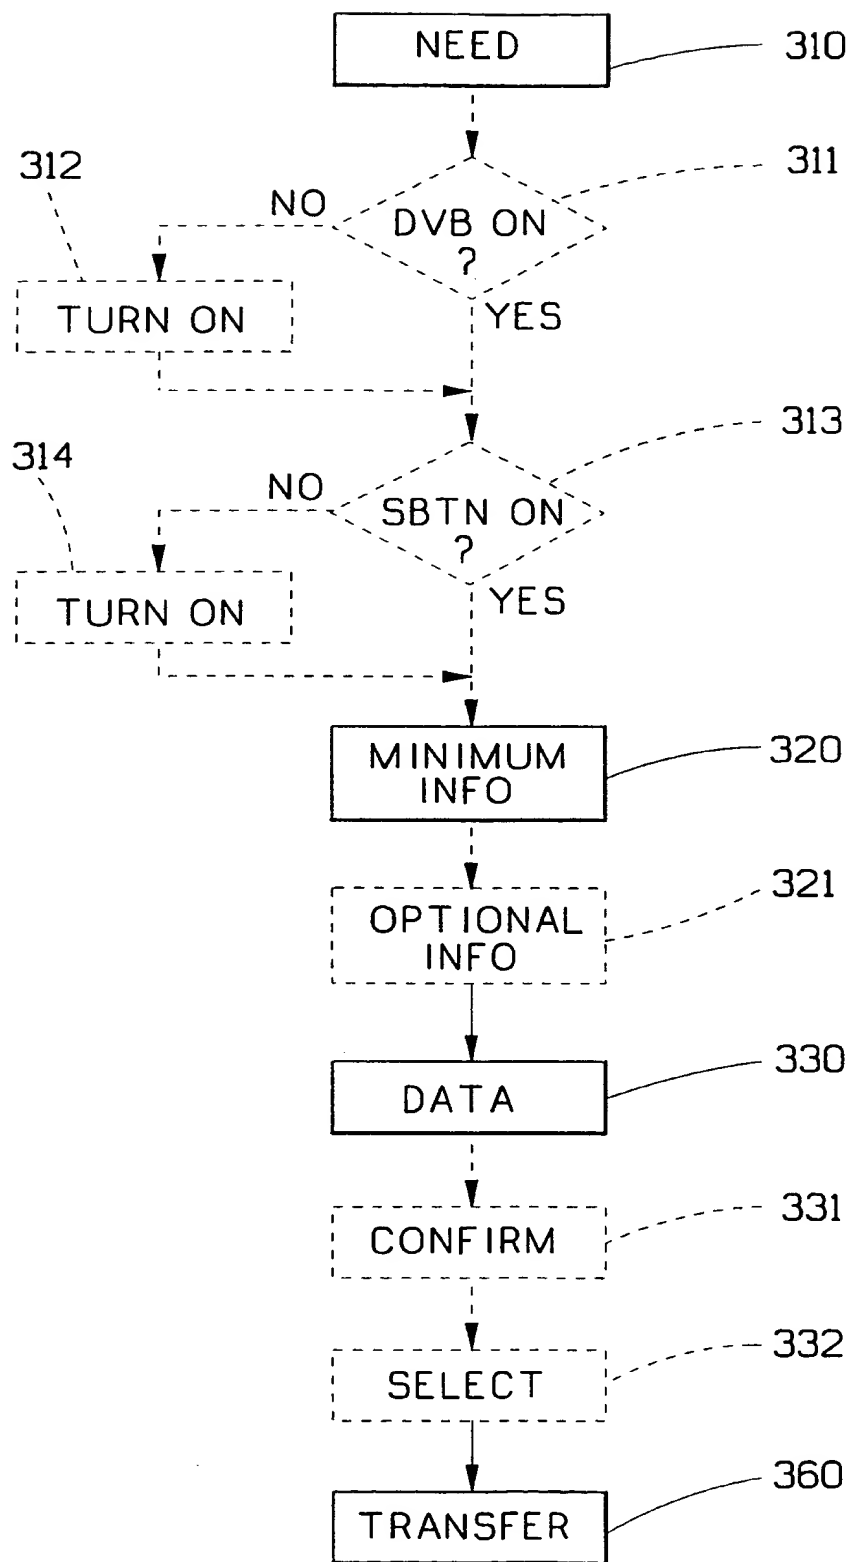 NEED
310
311
312
NO
DVB ON
?
YES
TURN ON
313
314
NO
SBTN ON
?
YES
TURN ON
MINIMUM
INFO
320
OPTIONAL
INFO
321
DATA
330
CONFIRM
331
SELECT
332
TRANSFER
360